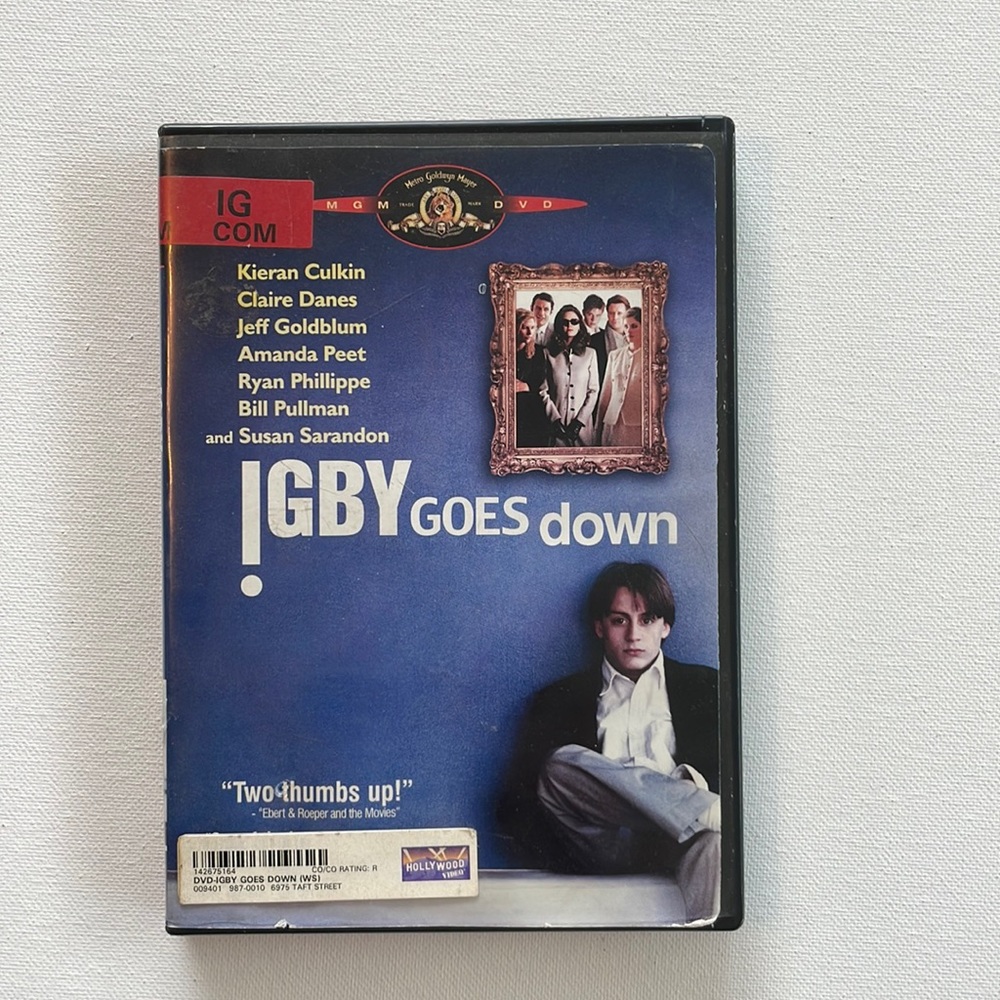 IG
COM
Metro Goldwyn Mayer
MGM TRADE MARK DVD
Kieran Culkin
Claire Danes
Jeff Goldblum
Amanda Peet
Ryan Phillippe
Bill Pullman
and Susan Sarandon
IGBY GOES down
“Two thumbs up!”
- “Ebert & Roeper and the Movies”
142675164 CO/CO RATING: R
DVD-IGBY GOES DOWN (WS)
009401 987-0010 6975 TAFT STREET
HOLLYWOOD
VIDEO